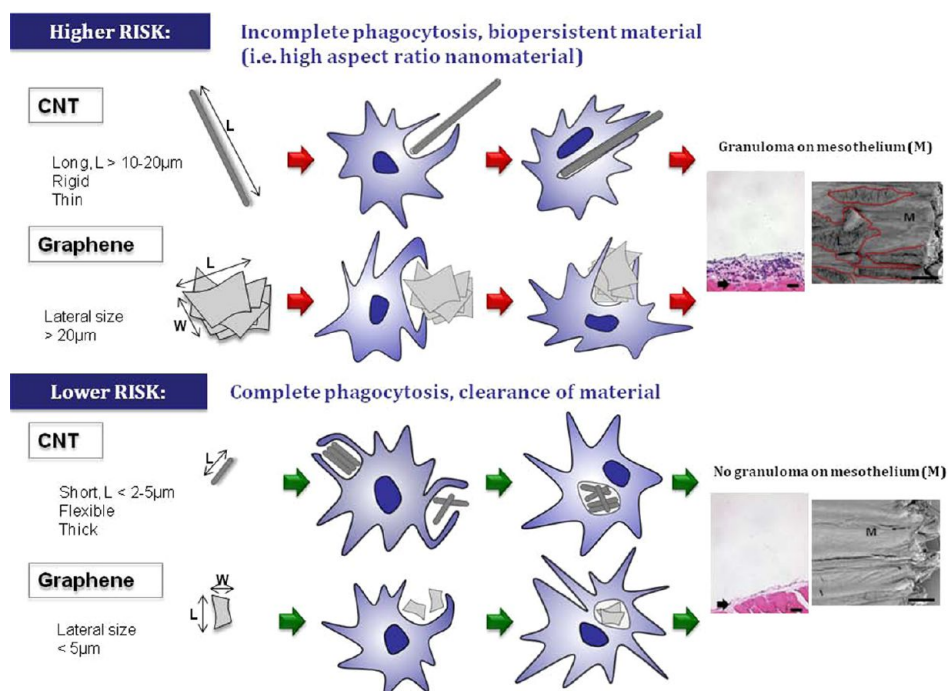 Higher RISK:
Incomplete phagocytosis, biopersistent material
(i.e. high aspect ratio nanomaterial)
CNT
L
Long, L > 10-20µm
Rigid
Thin
Granuloma on mesothelium (M)
M
L
Graphene
L
W
Lateral size
> 20µm
Lower RISK:
Complete phagocytosis, clearance of material
CNT
L
Short, L < 2-5µm
Flexible
Thick
No granuloma on mesothelium (M)
M
Graphene
W
L
Lateral size
< 5µm